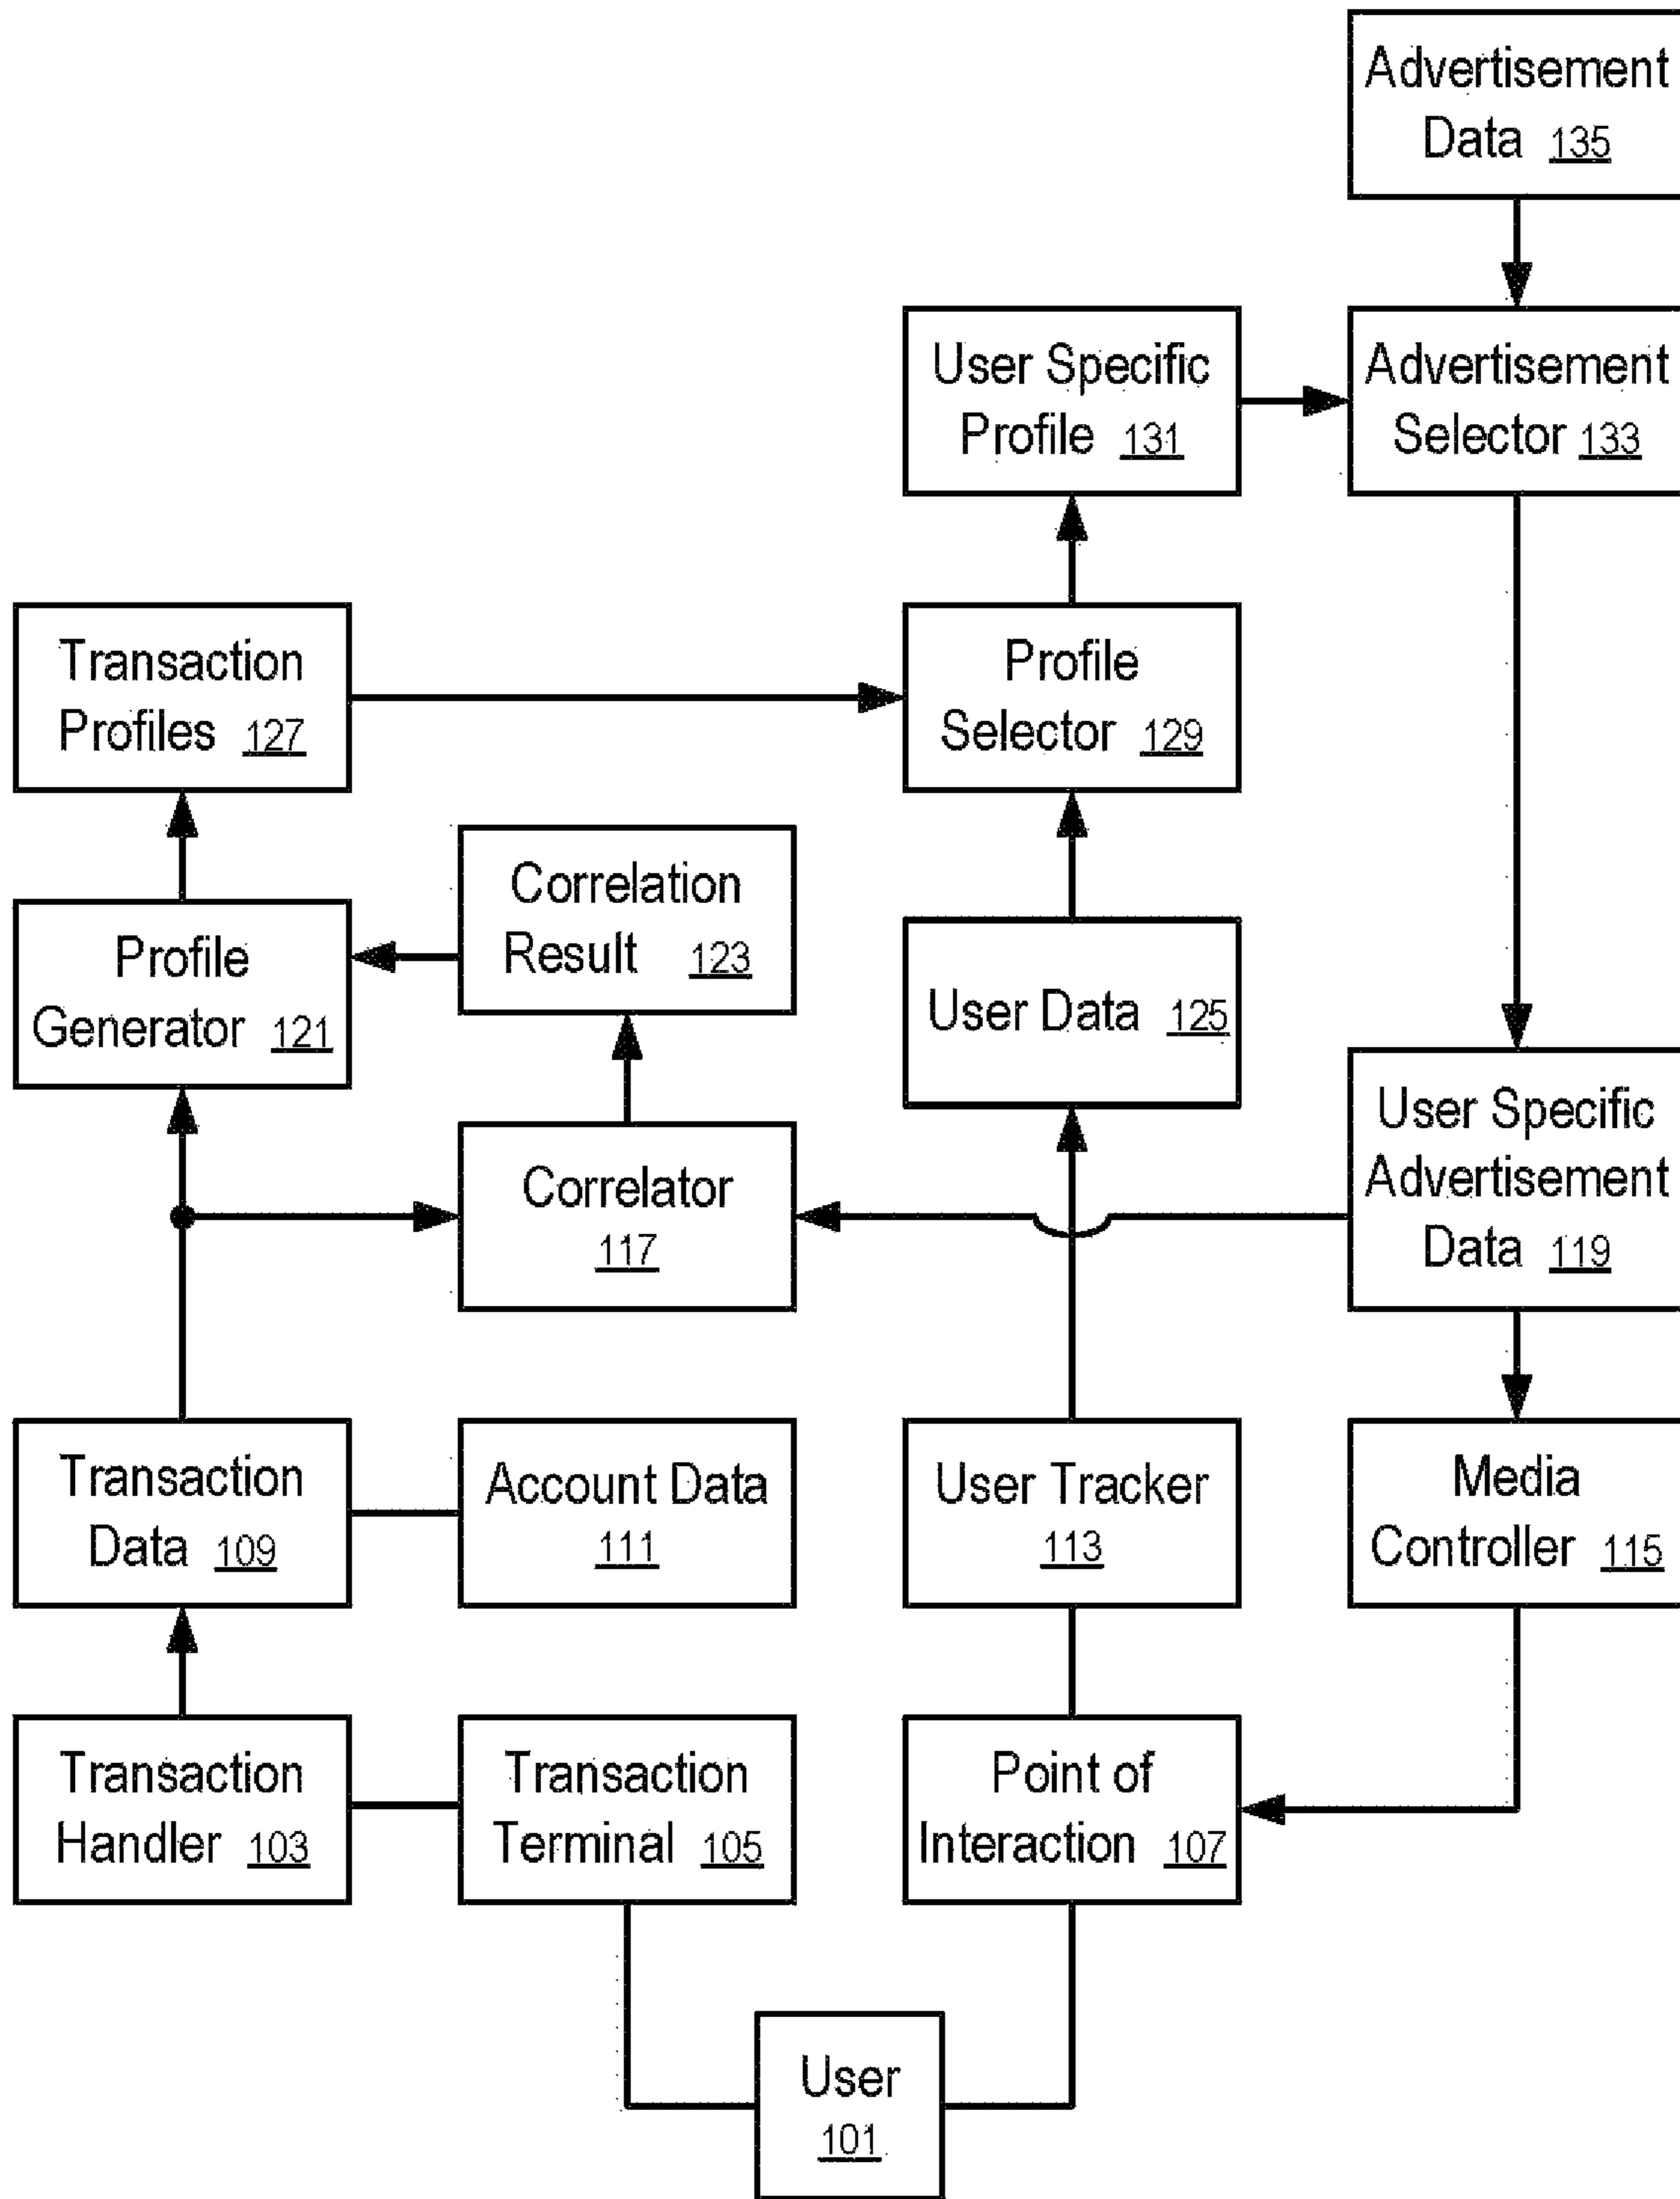 Advertisement
Data 135
User Specific
Profile 131
Advertisement
Selector 133
Transaction
Profiles 127
Profile
Selector 129
Correlation
Result 123
Profile
Generator 121
User Data 125
User Specific
Advertisement
Data 119
Correlator
117
Transaction
Data 109
Account Data
111
User Tracker
113
Media
Controller 115
Transaction
Handler 103
Transaction
Terminal 105
Point of
Interaction 107
User
101